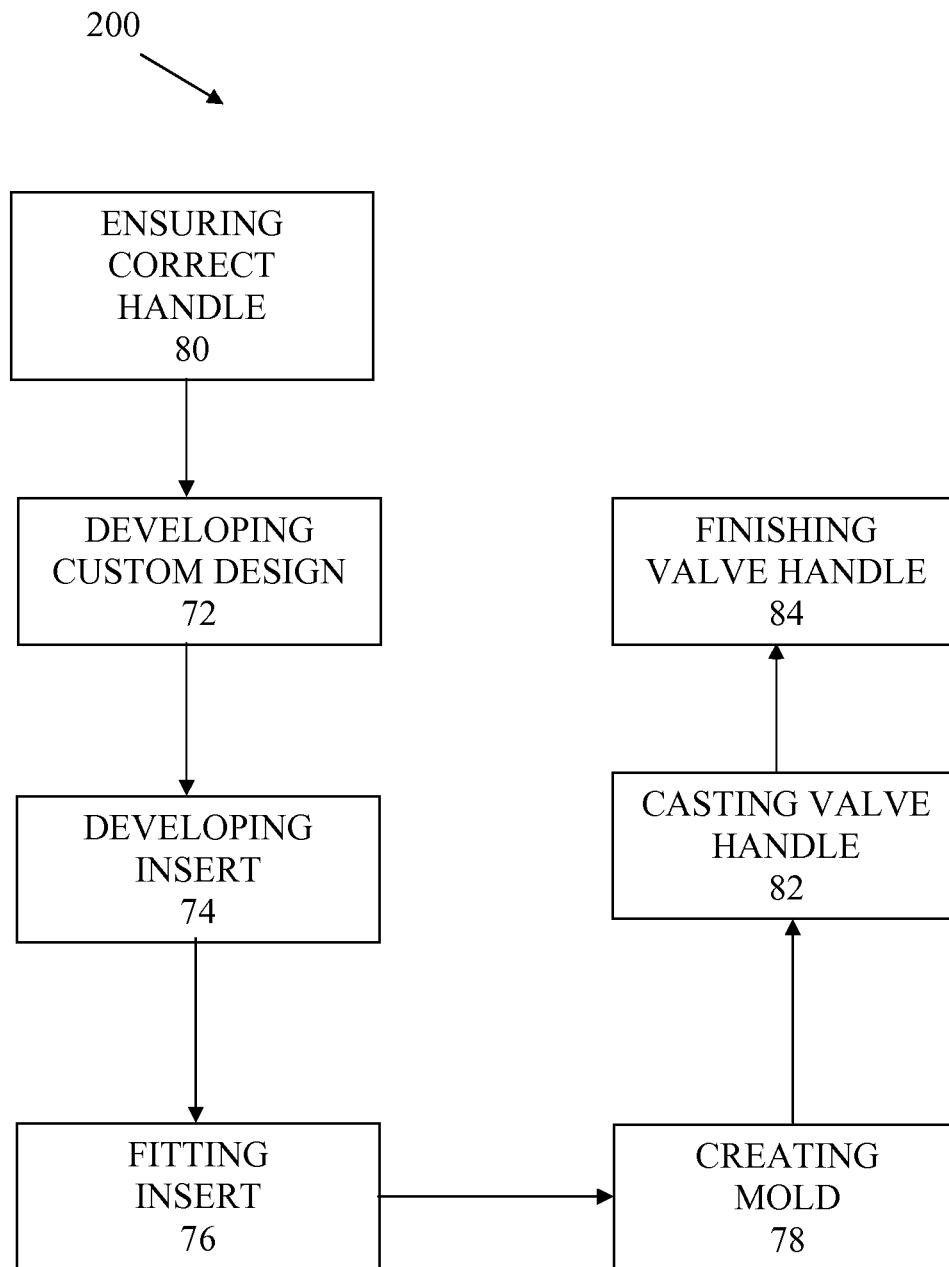 200
ENSURING
CORRECT
HANDLE
80
DEVELOPING
CUSTOM DESIGN
72
DEVELOPING
INSERT
74
FITTING
INSERT
76
CREATING
MOLD
78
CASTING VALVE
HANDLE
82
FINISHING
VALVE HANDLE
84